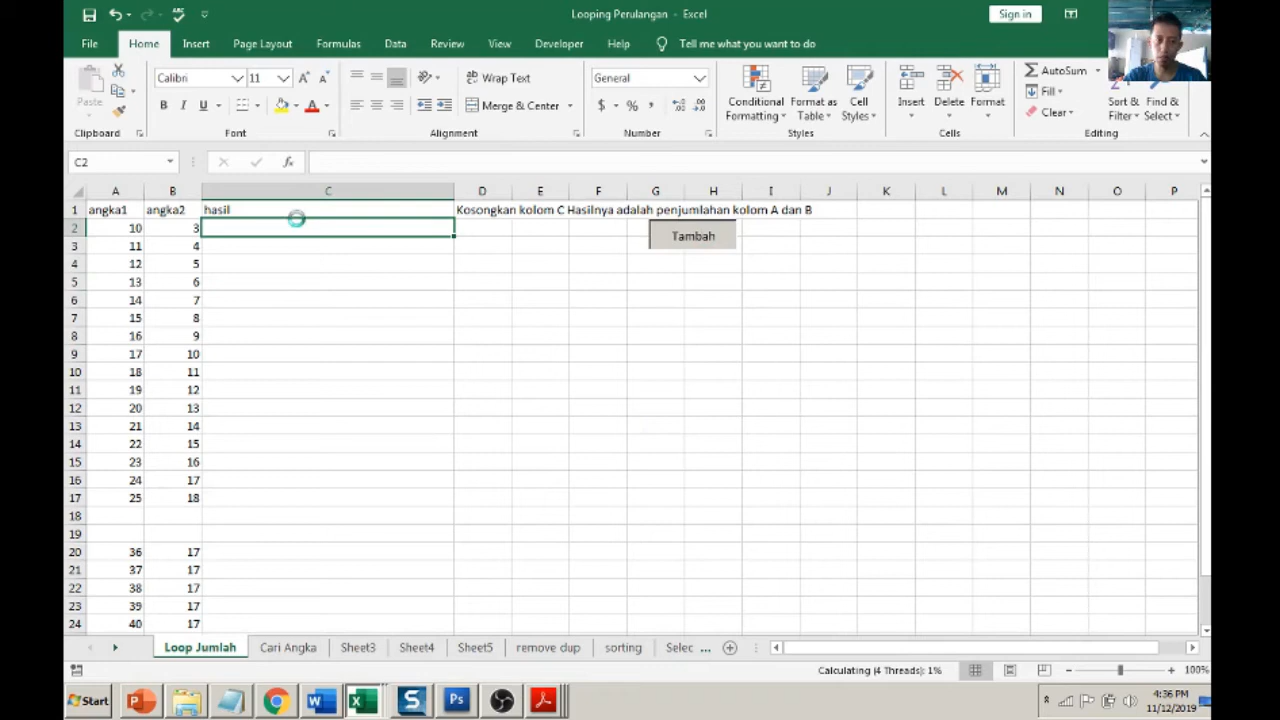 Looping Perulangan - Excel
Sign in
File Home Insert Page Layout Formulas Data Review View Developer Help Tell me what you want to do
Paste
Calibri 11
B I U A
Wrap Text
Merge & Center
General
$ % ,
Conditional Formatting
Format as Table
Cell Styles
Insert Delete Format
AutoSum
Fill
Clear
Sort & Filter
Find & Select
Clipboard Font Alignment Number Styles Cells Editing
C2 fx
A B C D E F G H I J K L M N O P
1 angka1 angka2 hasil Kosongkan kolom C Hasilnya adalah penjumlahan kolom A dan B
2 10 3 Tambah
3 11 4
4 12 5
5 13 6
6 14 7
7 15 8
8 16 9
9 17 10
10 18 11
11 19 12
12 20 13
13 21 14
14 22 15
15 23 16
16 24 17
17 25 18
18
19
20 36 17
21 37 17
22 38 17
23 39 17
24 40 17
Loop Jumlah Cari Angka Sheet3 Sheet4 Sheet5 remove dup sorting Selec ...
Calculating (4 Threads): 1% 100%
Start
4:36 PM
11/12/2019